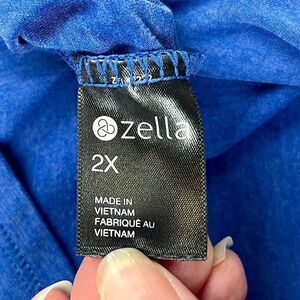 zella
2X
MADE IN
VIETNAM
FABRIQUÉ AU
VIETNAM